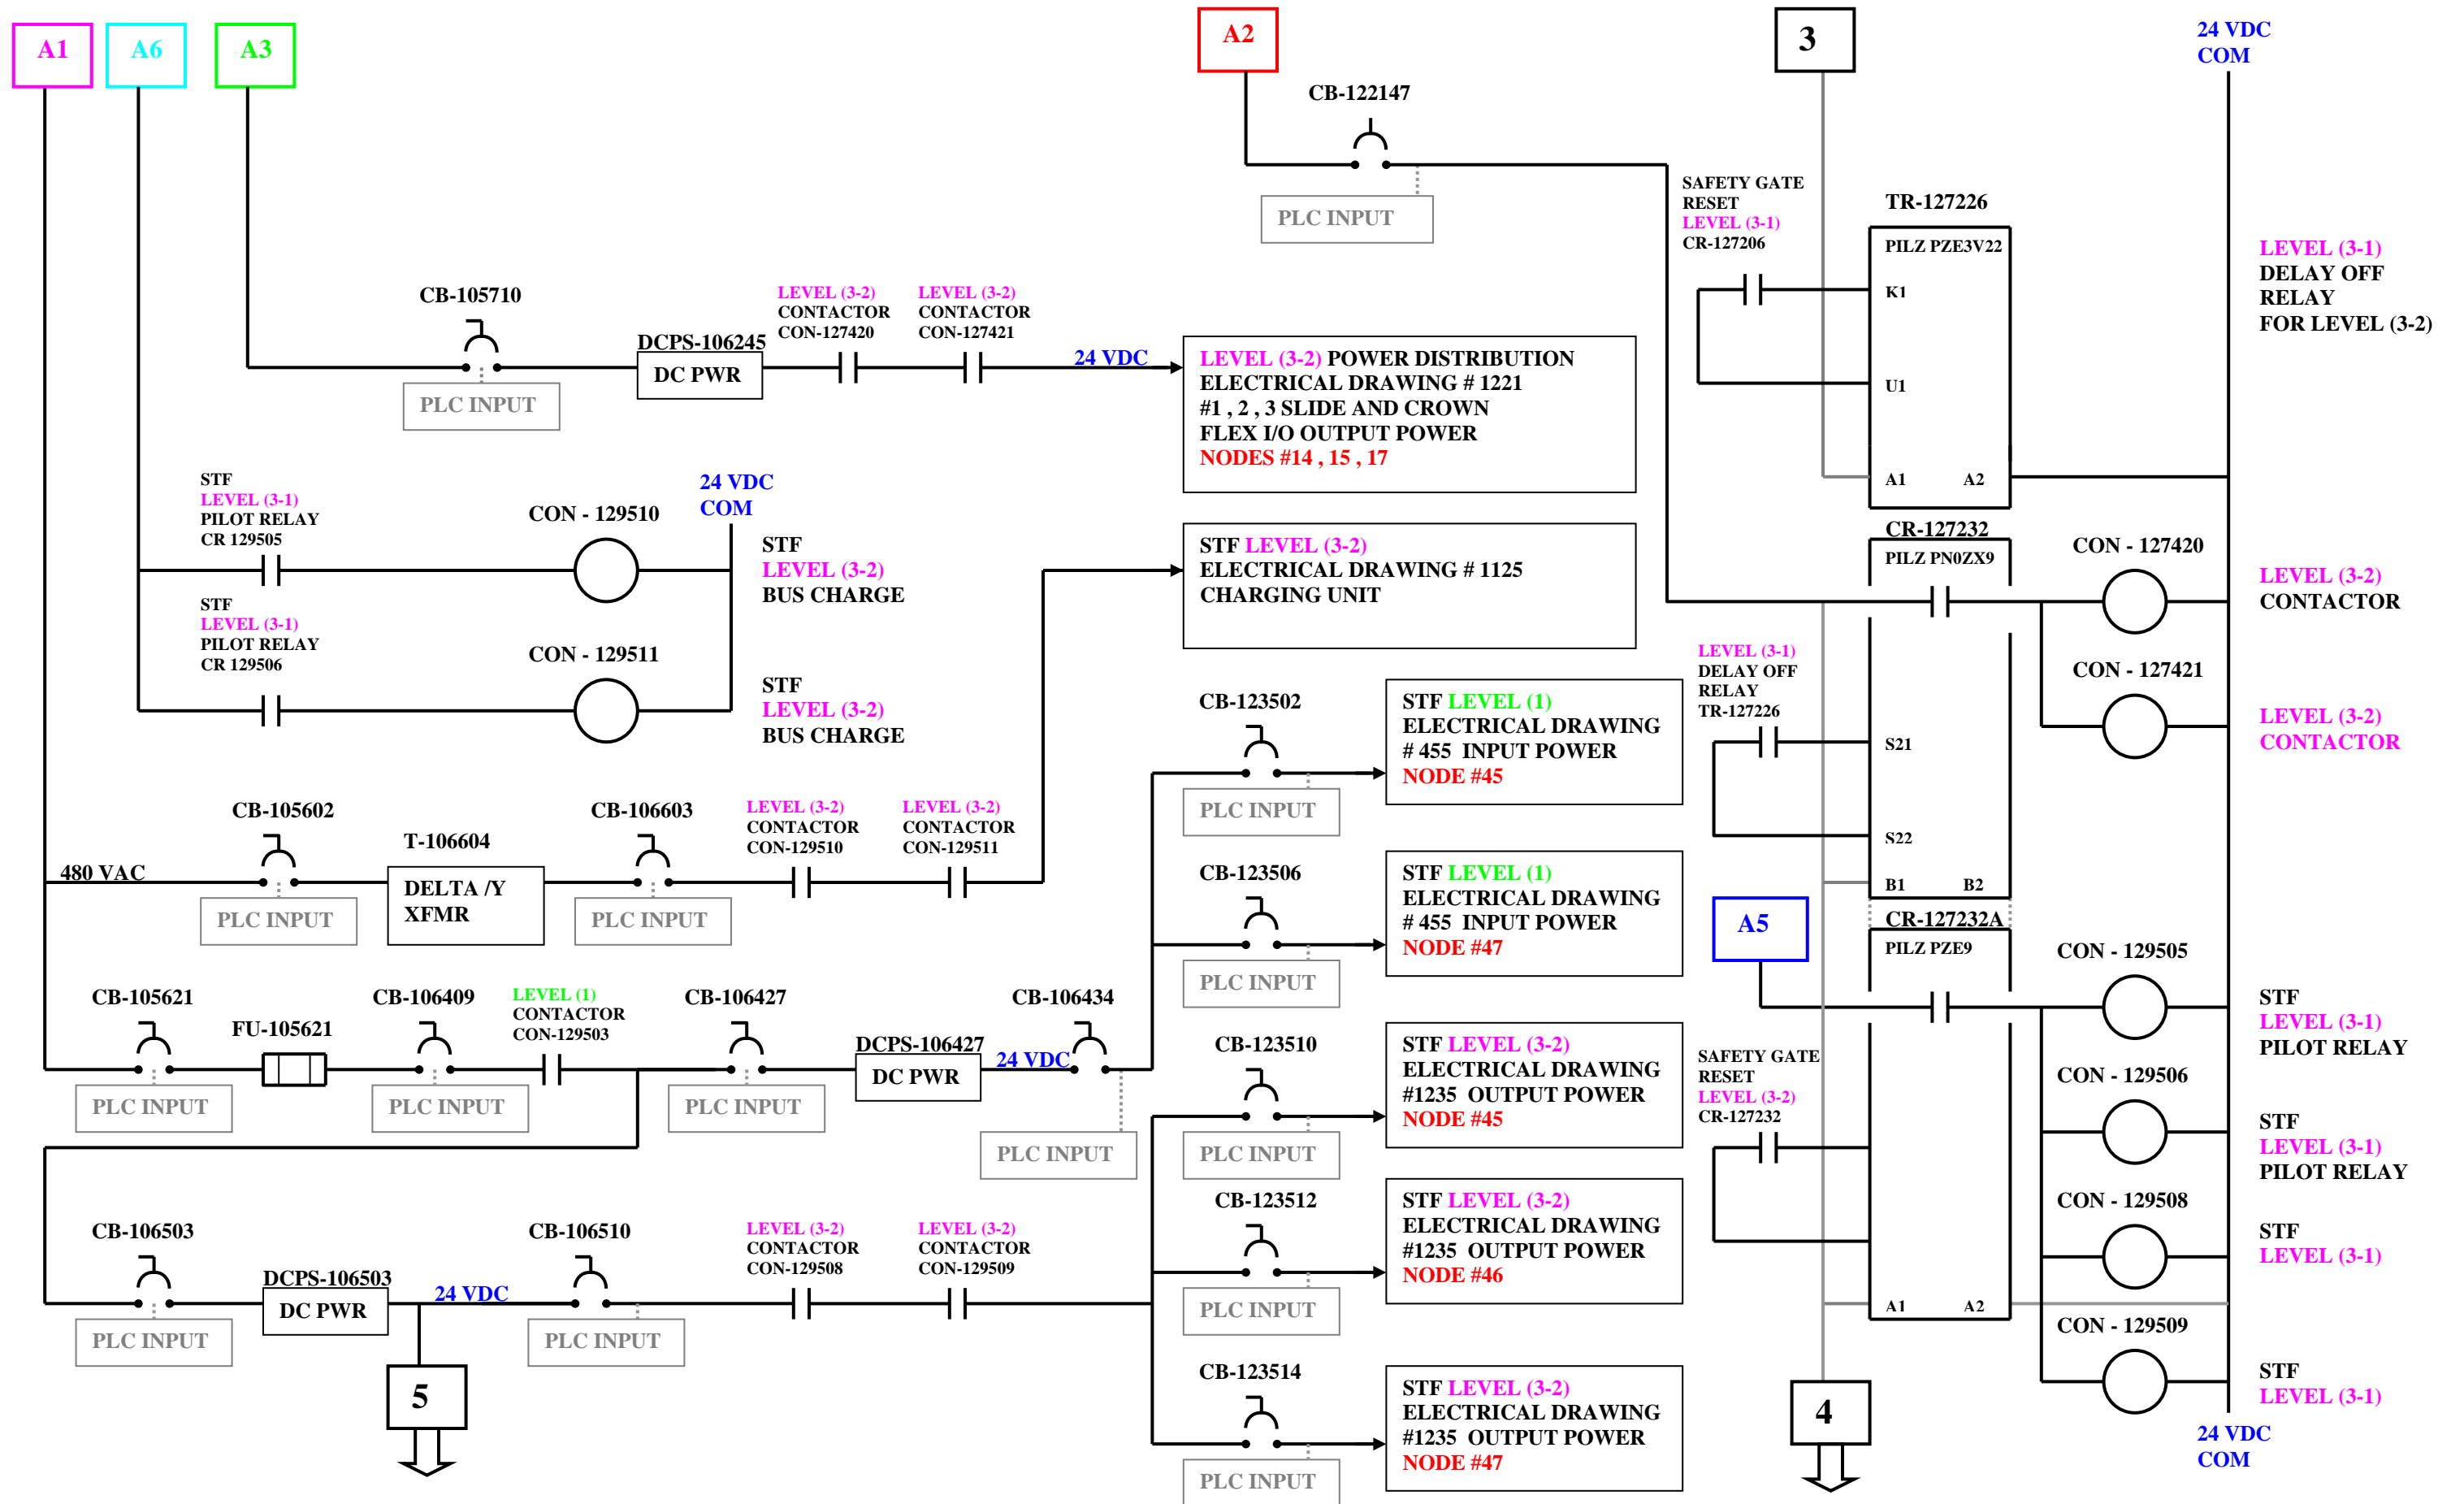 A1
A6
A3
A2
3
24 VDC
COM
CB-122147
PLC INPUT
SAFETY GATE
RESET
LEVEL (3-1)
CR-127206
TR-127226
PILZ PZE3V22
K1
U1
A1 A2
LEVEL (3-1)
DELAY OFF
RELAY
FOR LEVEL (3-2)
CB-105710
PLC INPUT
DCPS-106245
DC PWR
LEVEL (3-2)
CONTACTOR
CON-127420
LEVEL (3-2)
CONTACTOR
CON-127421
24 VDC
LEVEL (3-2) POWER DISTRIBUTION
ELECTRICAL DRAWING # 1221
#1 , 2 , 3 SLIDE AND CROWN
FLEX I/O OUTPUT POWER
NODES #14 , 15 , 17
STF
LEVEL (3-1)
PILOT RELAY
CR 129505
CON - 129510
24 VDC
COM
STF
LEVEL (3-2)
BUS CHARGE
STF
LEVEL (3-1)
PILOT RELAY
CR 129506
CON - 129511
STF
LEVEL (3-2)
BUS CHARGE
STF LEVEL (3-2)
ELECTRICAL DRAWING # 1125
CHARGING UNIT
CR-127232
PILZ PN0ZX9
CON - 127420
LEVEL (3-2)
CONTACTOR
CON - 127421
LEVEL (3-2)
CONTACTOR
LEVEL (3-1)
DELAY OFF
RELAY
TR-127226
S21
S22
B1 B2
CB-123502
PLC INPUT
STF LEVEL (1)
ELECTRICAL DRAWING
# 455 INPUT POWER
NODE #45
480 VAC
CB-105602
PLC INPUT
T-106604
DELTA /Y
XFMR
CB-106603
PLC INPUT
LEVEL (3-2)
CONTACTOR
CON-129510
LEVEL (3-2)
CONTACTOR
CON-129511
CB-123506
PLC INPUT
STF LEVEL (1)
ELECTRICAL DRAWING
# 455 INPUT POWER
NODE #47
A5
CR-127232A
PILZ PZE9
CON - 129505
STF
LEVEL (3-1)
PILOT RELAY
CB-105621
PLC INPUT
FU-105621
CB-106409
PLC INPUT
LEVEL (1)
CONTACTOR
CON-129503
CB-106427
PLC INPUT
DCPS-106427
DC PWR
24 VDC
CB-106434
PLC INPUT
CB-123510
PLC INPUT
STF LEVEL (3-2)
ELECTRICAL DRAWING
#1235 OUTPUT POWER
NODE #45
SAFETY GATE
RESET
LEVEL (3-2)
CR-127232
CON - 129506
STF
LEVEL (3-1)
PILOT RELAY
CB-106503
PLC INPUT
DCPS-106503
DC PWR
24 VDC
CB-106510
PLC INPUT
LEVEL (3-2)
CONTACTOR
CON-129508
LEVEL (3-2)
CONTACTOR
CON-129509
CB-123512
PLC INPUT
STF LEVEL (3-2)
ELECTRICAL DRAWING
#1235 OUTPUT POWER
NODE #46
CON - 129508
STF
LEVEL (3-1)
A1 A2
CON - 129509
STF
LEVEL (3-1)
5
CB-123514
PLC INPUT
STF LEVEL (3-2)
ELECTRICAL DRAWING
#1235 OUTPUT POWER
NODE #47
4
24 VDC
COM